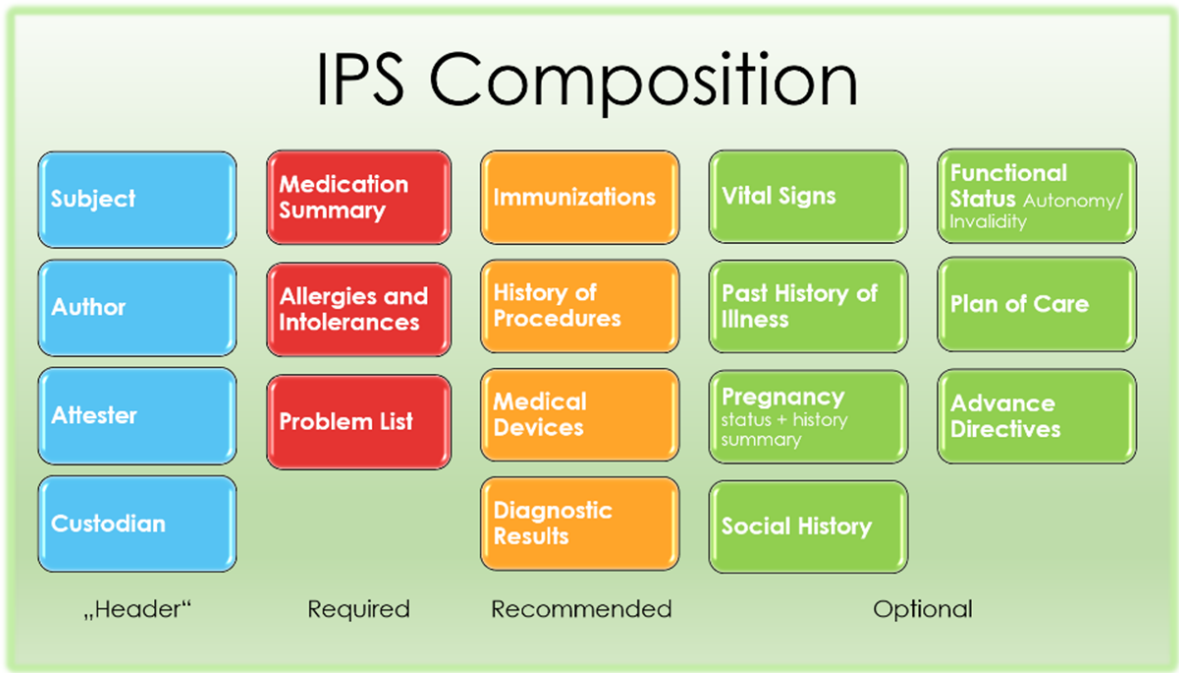 IPS Composition
Subject
Author
Attester
Custodian
„Header“
Medication
Summary
Allergies and
Intolerances
Problem List
Required
Immunizations
History of
Procedures
Medical
Devices
Diagnostic
Results
Recommended
Vital Signs
Past History of
Illness
Pregnancy
status + history
summary
Social History
Functional
Status Autonomy/
Invalidity
Plan of Care
Advance
Directives
Optional